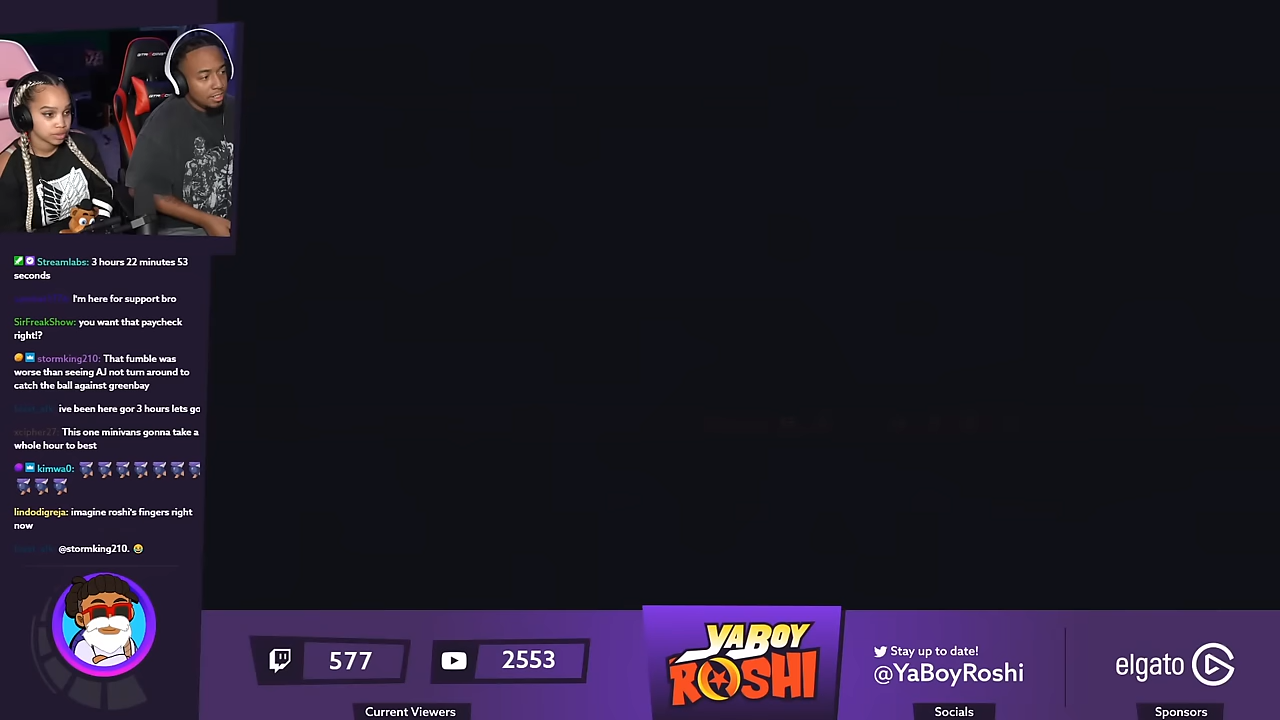 Streamlabs: 3 hours 22 minutes 53
seconds
I'm here for support bro
SirFreakShow: you want that paycheck
right!?
stormking210: That fumble was
worse than seeing AJ not turn around to
catch the ball against greenbay
ive been here gor 3 hours lets go
xcipher27: This one minivans gonna take a
whole hour to best
kimwa0:
lindodigreja: imagine roshi's fingers right
now
@stormking210. 😂
577
2553
Current Viewers
YABOY
ROSHI
Stay up to date!
@YaBoyRoshi
Socials
elgato
Sponsors